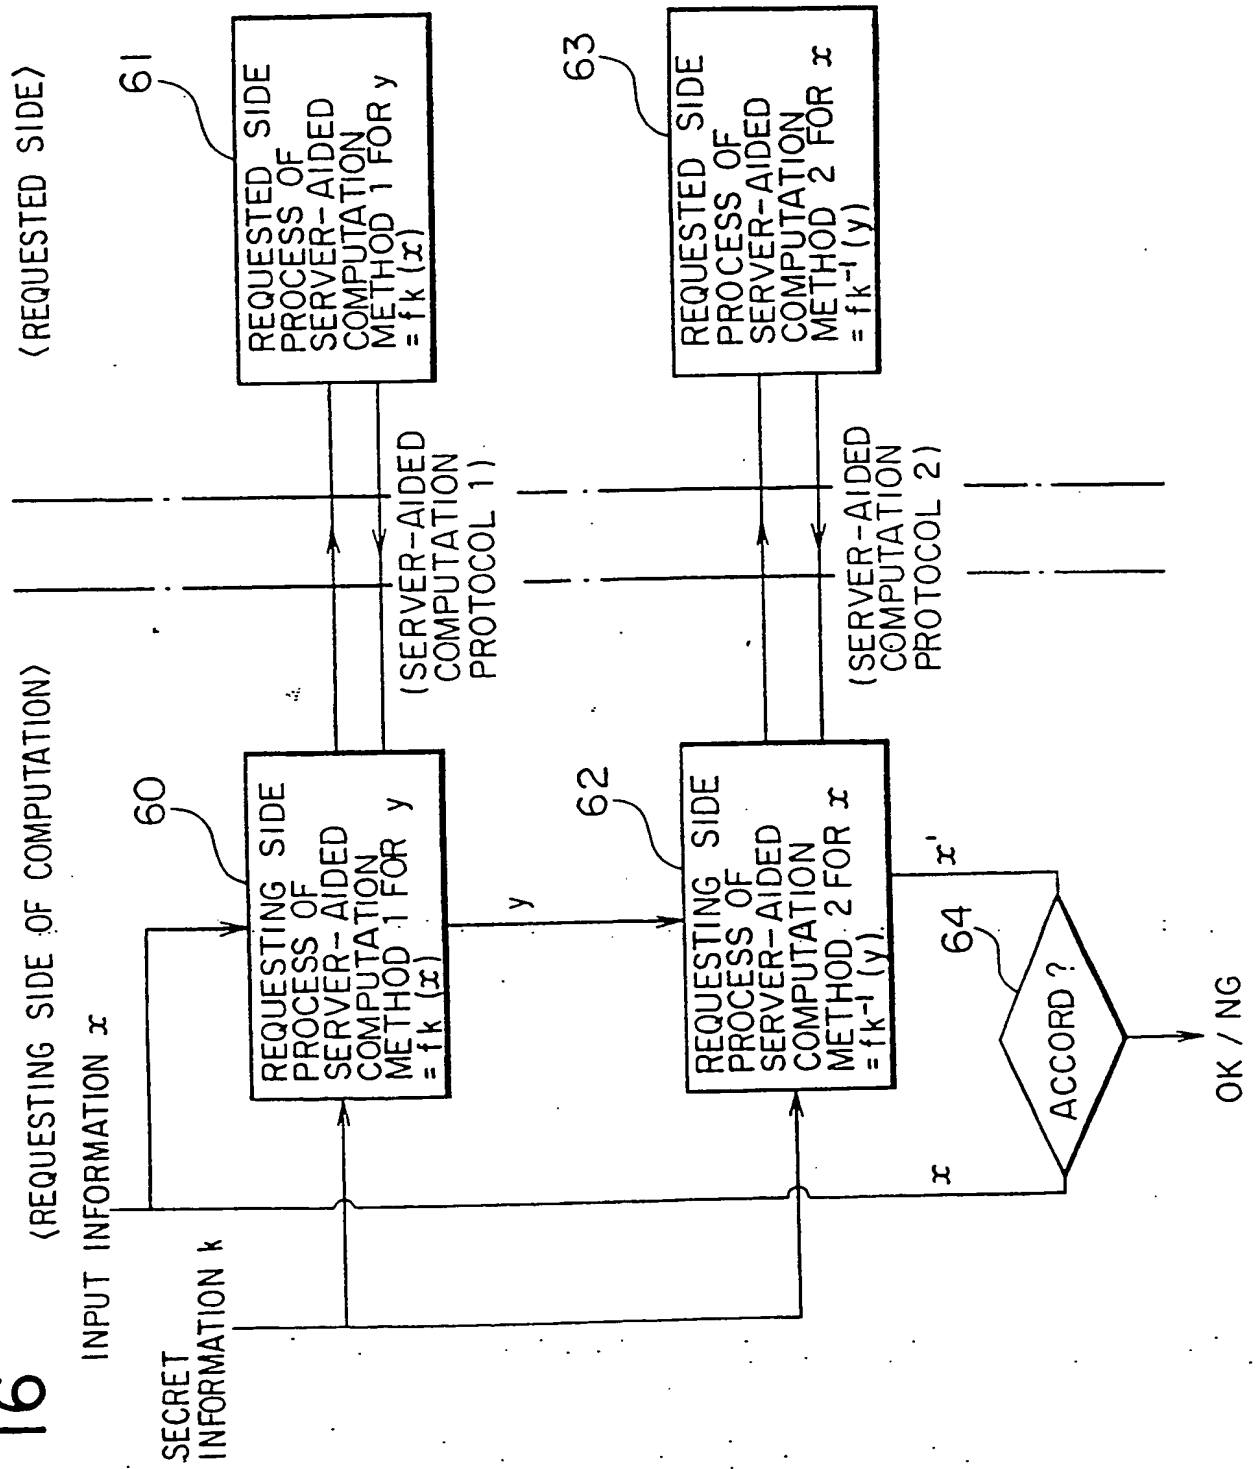 16
〈REQUESTING SIDE OF COMPUTATION〉
〈REQUESTED SIDE〉
INPUT INFORMATION x
SECRET
INFORMATION k
60
REQUESTING SIDE
PROCESS OF
SERVER-AIDED
COMPUTATION
METHOD 1 FOR y
= fk (x)
(SERVER-AIDED
COMPUTATION
PROTOCOL 1)
61
REQUESTED SIDE
PROCESS OF
SERVER-AIDED
COMPUTATION
METHOD 1 FOR y
= fk (x)
y
62
REQUESTING SIDE
PROCESS OF
SERVER-AIDED
COMPUTATION
METHOD 2 FOR x
= fk⁻¹ (y)
(SERVER-AIDED
COMPUTATION
PROTOCOL 2)
63
REQUESTED SIDE
PROCESS OF
SERVER-AIDED
COMPUTATION
METHOD 2 FOR x
= fk⁻¹ (y)
x
x'
64
ACCORD ?
OK / NG